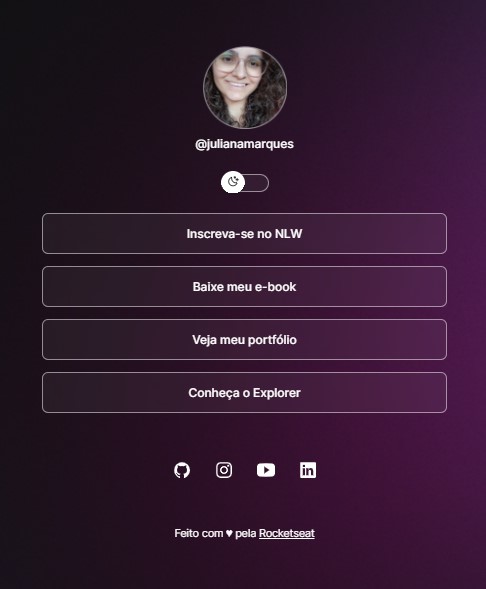 @julianamarques
Inscreva-se no NLW
Baixe meu e-book
Veja meu portfólio
Conheça o Explorer
Feito com ♥ pela Rocketseat